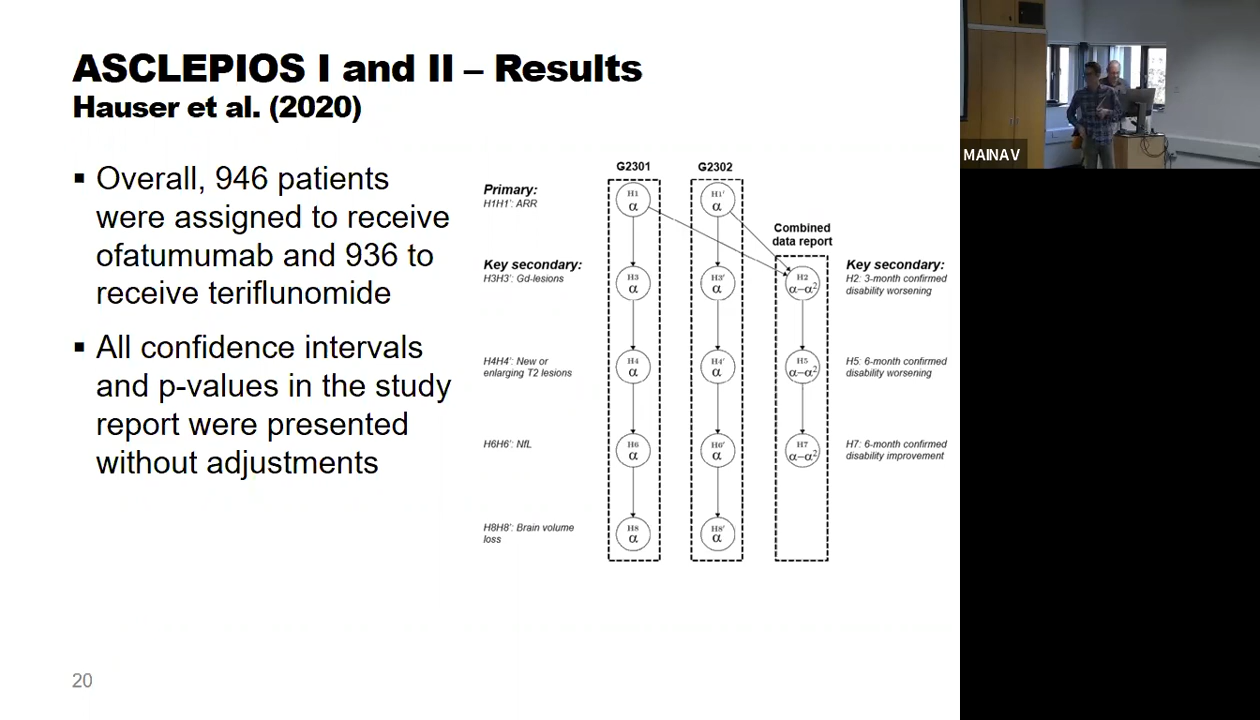 ASCLEPIOS I and II – Results
Hauser et al. (2020)
▪ Overall, 946 patients
were assigned to receive
ofatumumab and 936 to
receive teriflunomide
▪ All confidence intervals
and p-values in the study
report were presented
without adjustments
G2301
G2302
Primary:
H1H1': ARR
H1
α
H1'
α
Combined
data report
Key secondary:
H3H3': Gd-lesions
H3
α
H3'
α
H2
α−α²
Key secondary:
H2: 3-month confirmed
disability worsening
H4H4': New or
enlarging T2 lesions
H4
α
H4'
α
H5
α−α²
H5: 6-month confirmed
disability worsening
H6H6': NfL
H6
α
H6'
α
H7
α−α²
H7: 6-month confirmed
disability improvement
H8H8': Brain volume
loss
H8
α
H8'
α
20
MAIN AV